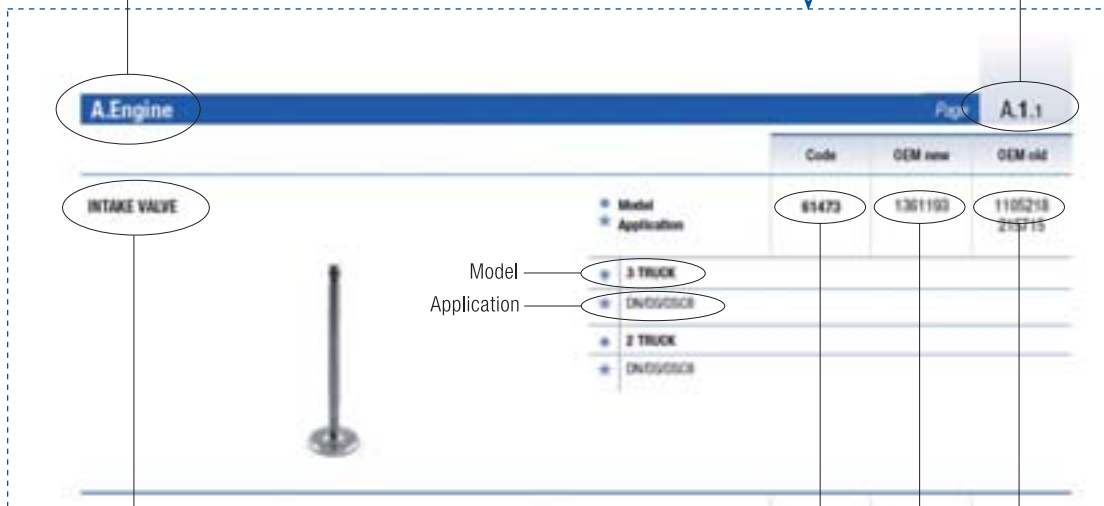 A.Engine Page A.1.1
Code OEM new OEM old
INTAKE VALVE Model 61473 1361193 1105218
Application 215715
Model 3 TRUCK
Application DN/DS/DSC8
2 TRUCK
DN/DS/DSC8